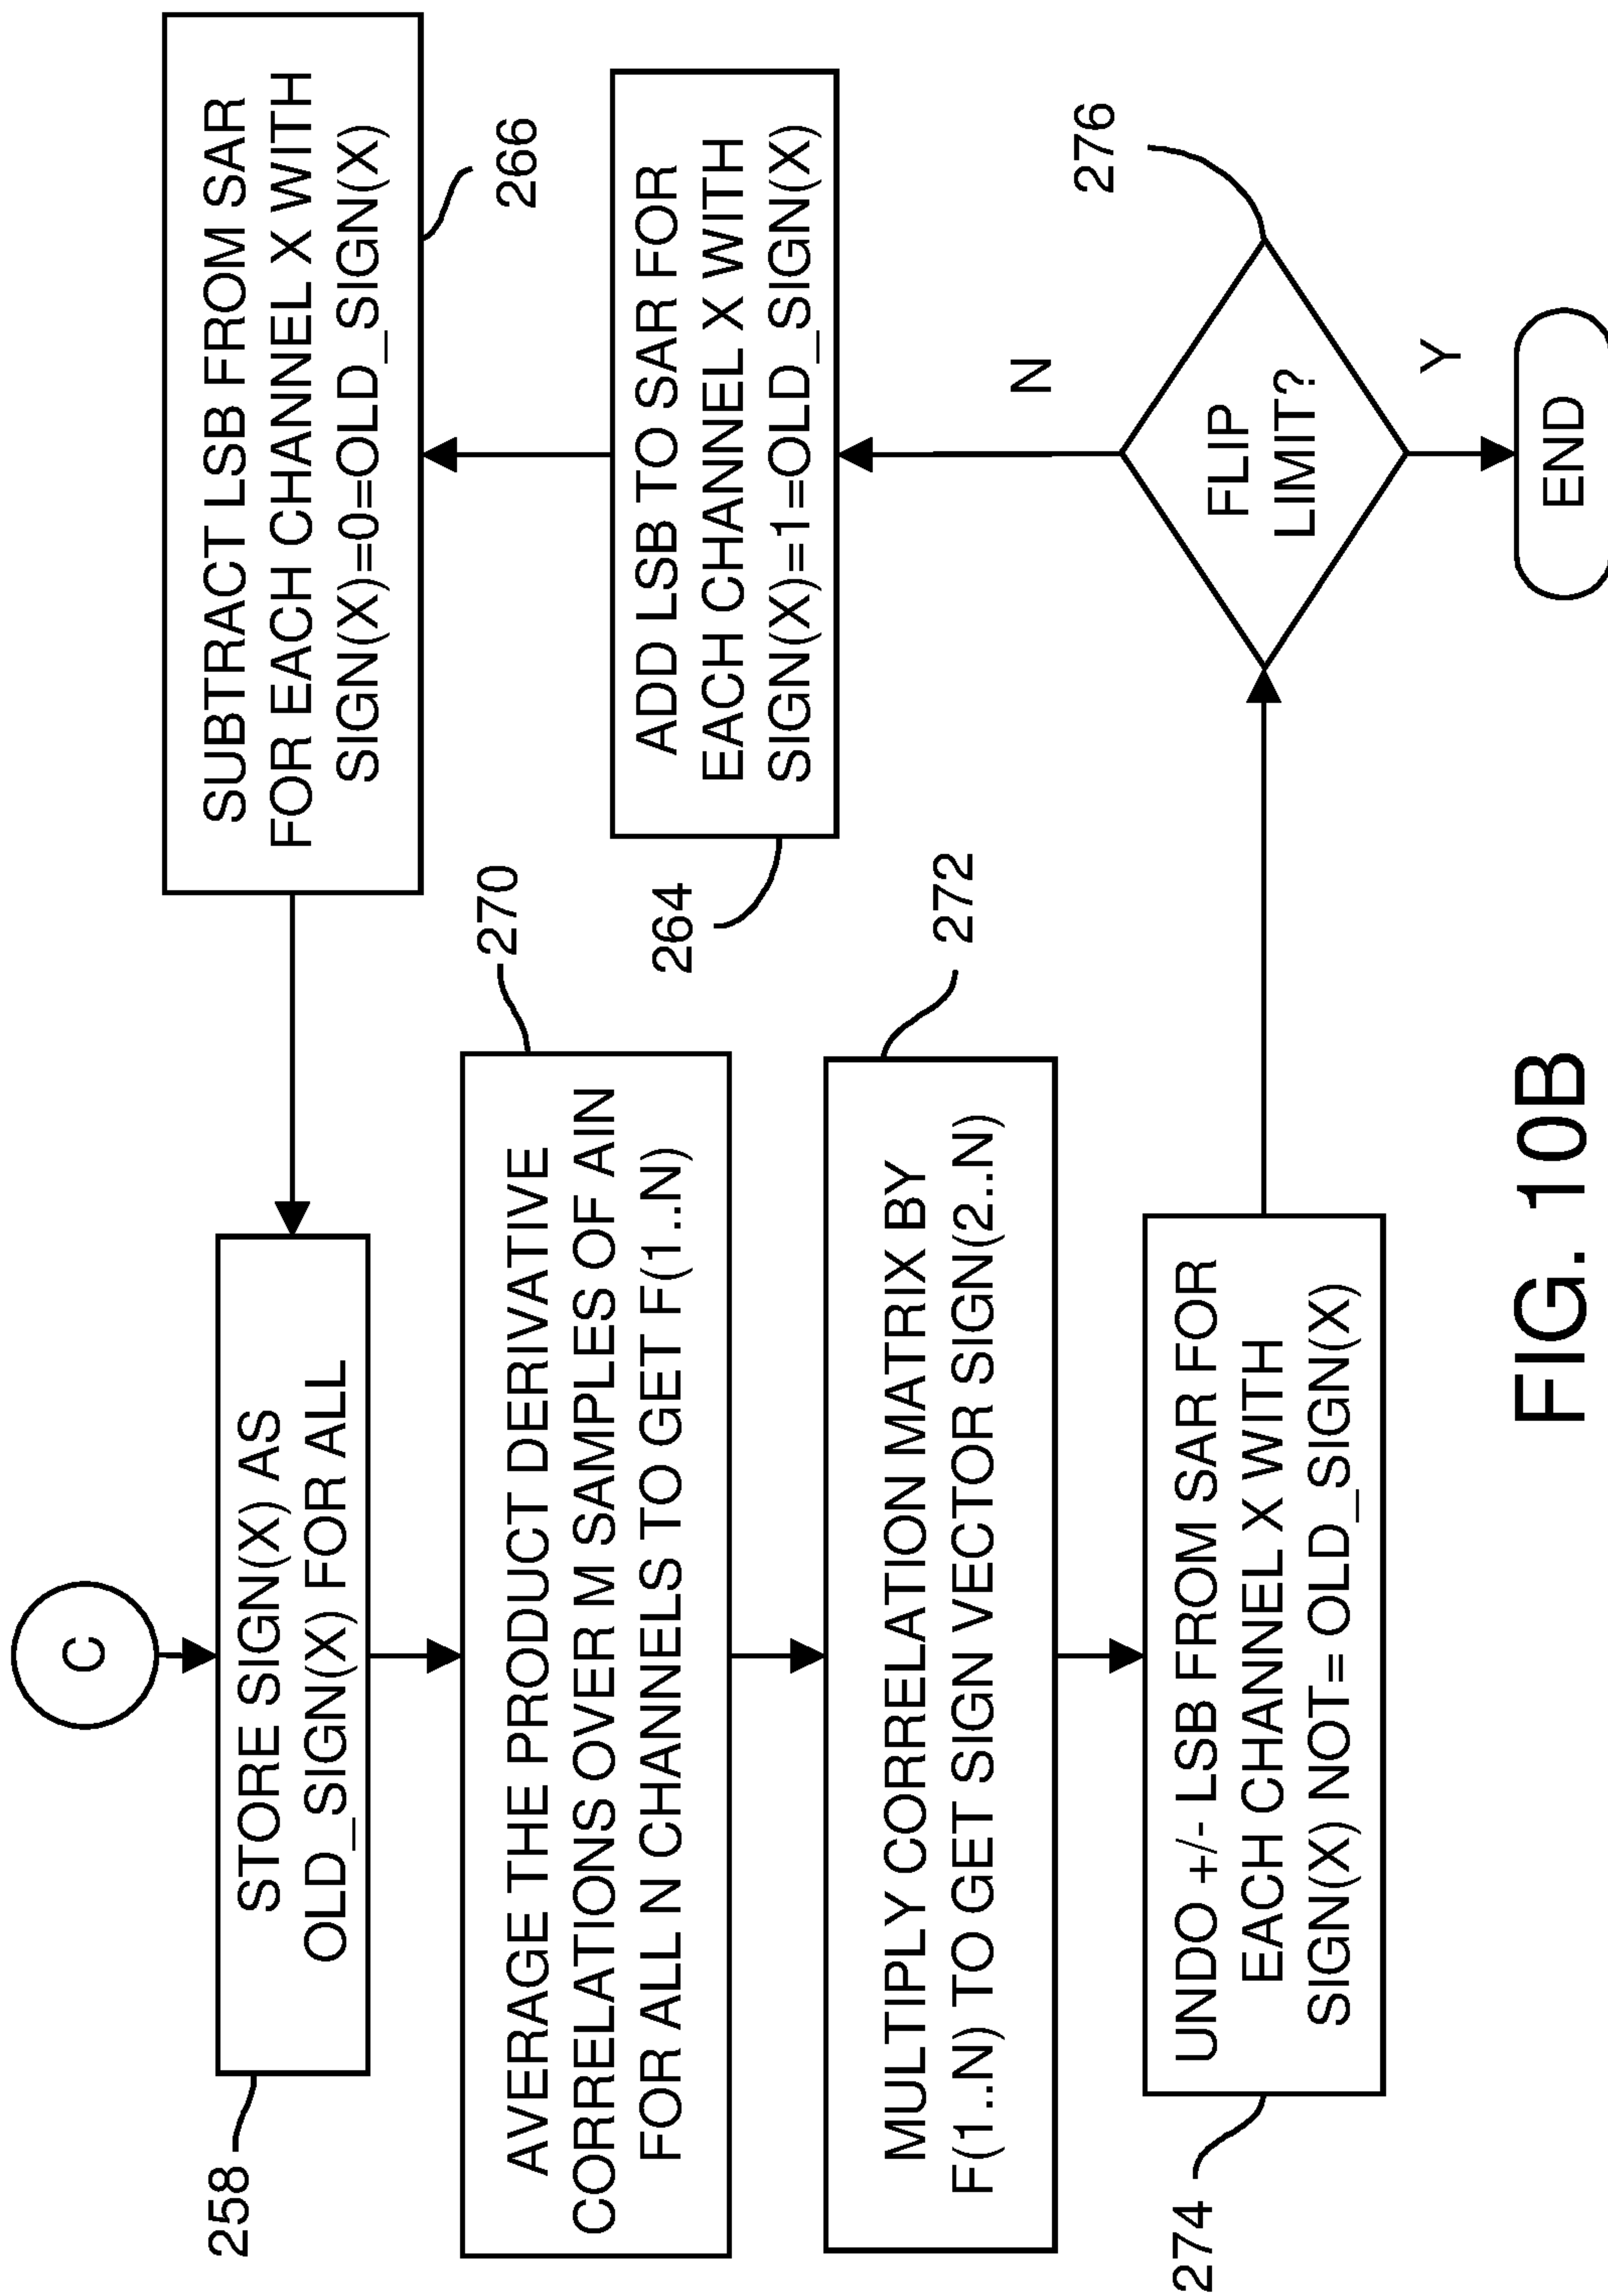 C
STORE SIGN(X) AS
OLD_SIGN(X) FOR ALL
258
AVERAGE THE PRODUCT DERIVATIVE
CORRELATIONS OVER M SAMPLES OF AIN
FOR ALL N CHANNELS TO GET F(1..N)
270
MULTIPLY CORRELATION MATRIX BY
F(1..N) TO GET SIGN VECTOR SIGN(2..N)
272
UNDO +/- LSB FROM SAR FOR
EACH CHANNEL X WITH
SIGN(X) NOT= OLD_SIGN(X)
274
SUBTRACT LSB FROM SAR
FOR EACH CHANNEL X WITH
SIGN(X)=0=OLD_SIGN(X)
266
ADD LSB TO SAR FOR
EACH CHANNEL X WITH
SIGN(X)=1=OLD_SIGN(X)
264
N
276
FLIP
LIMIT?
Y
END
FIG. 10B